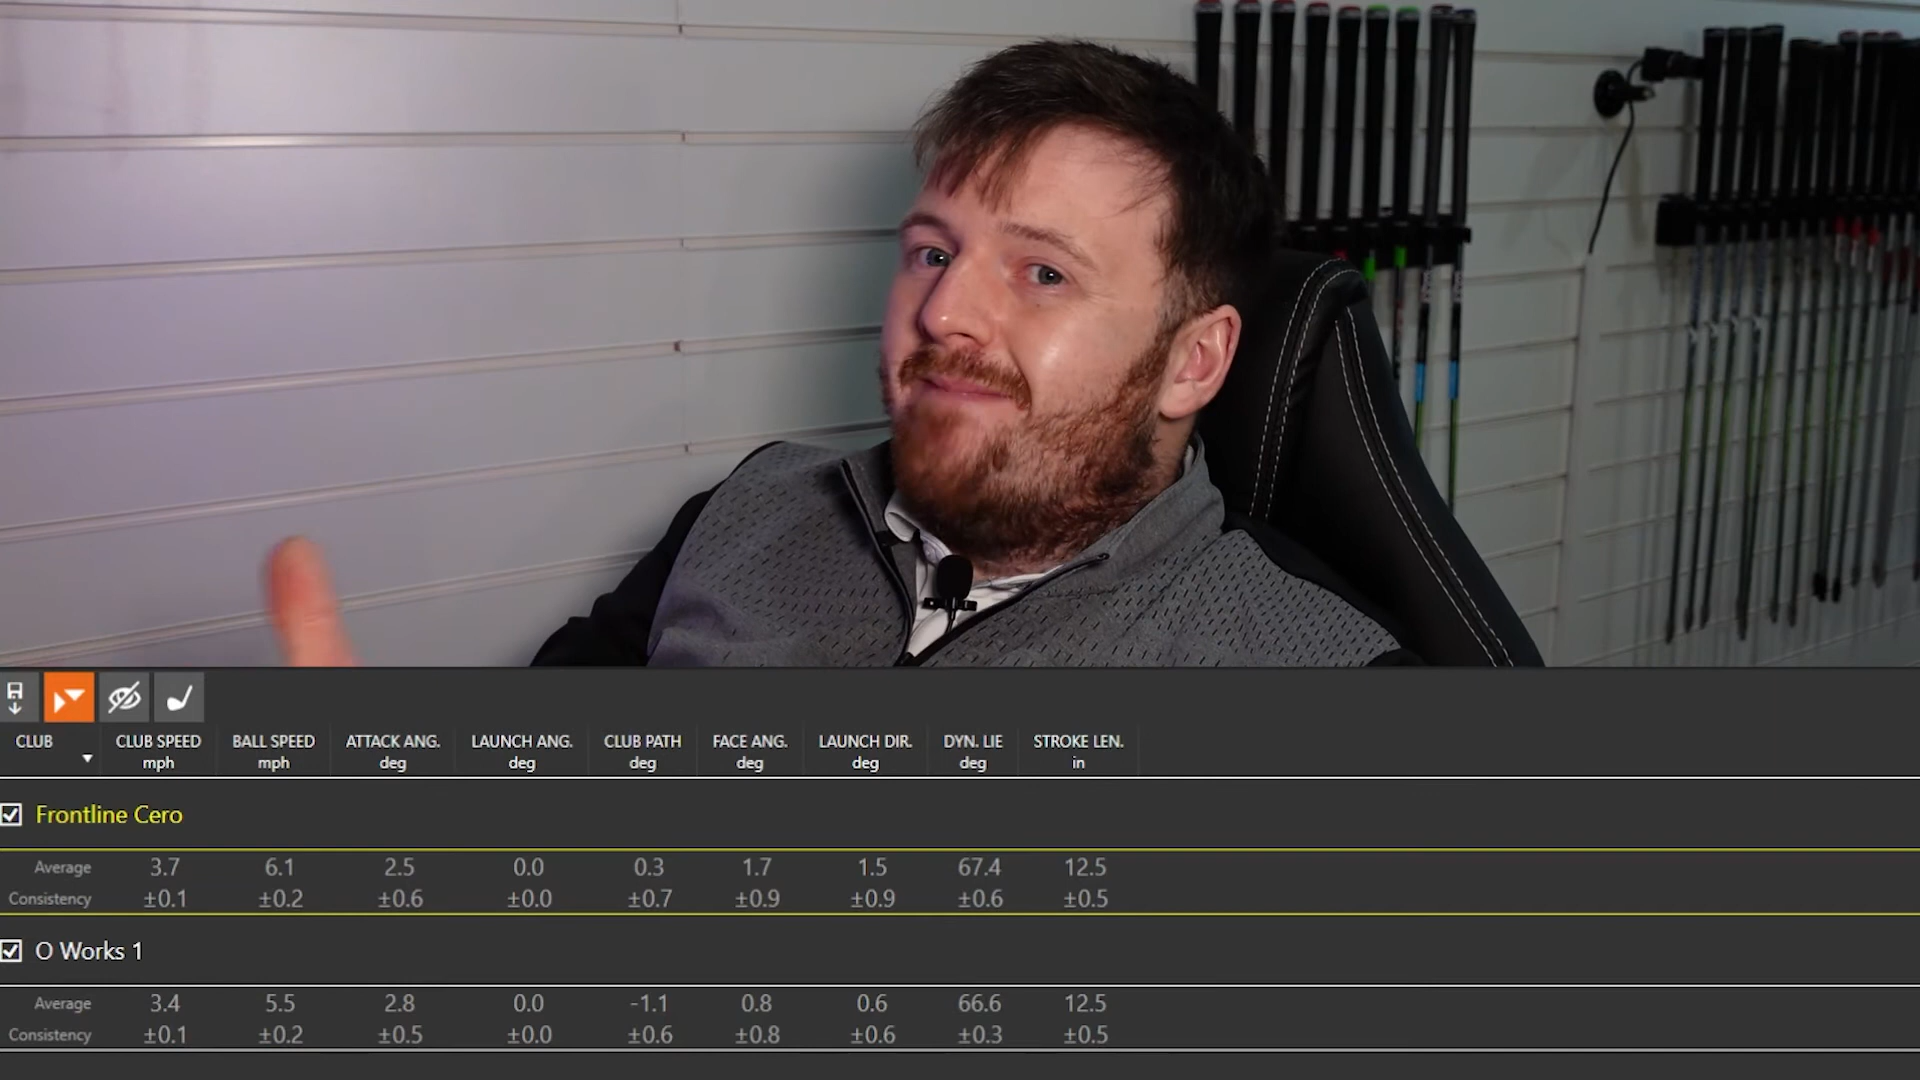 CLUB CLUB SPEED BALL SPEED ATTACK ANG. LAUNCH ANG. CLUB PATH FACE ANG. LAUNCH DIR. DYN. LIE STROKE LEN.
mph mph deg deg deg deg deg deg in
Frontline Cero
Average 3.7 6.1 2.5 0.0 0.3 1.7 1.5 67.4 12.5
Consistency ±0.1 ±0.2 ±0.6 ±0.0 ±0.7 ±0.9 ±0.9 ±0.6 ±0.5
O Works 1
Average 3.4 5.5 2.8 0.0 -1.1 0.8 0.6 66.6 12.5
Consistency ±0.1 ±0.2 ±0.5 ±0.0 ±0.6 ±0.8 ±0.6 ±0.3 ±0.5